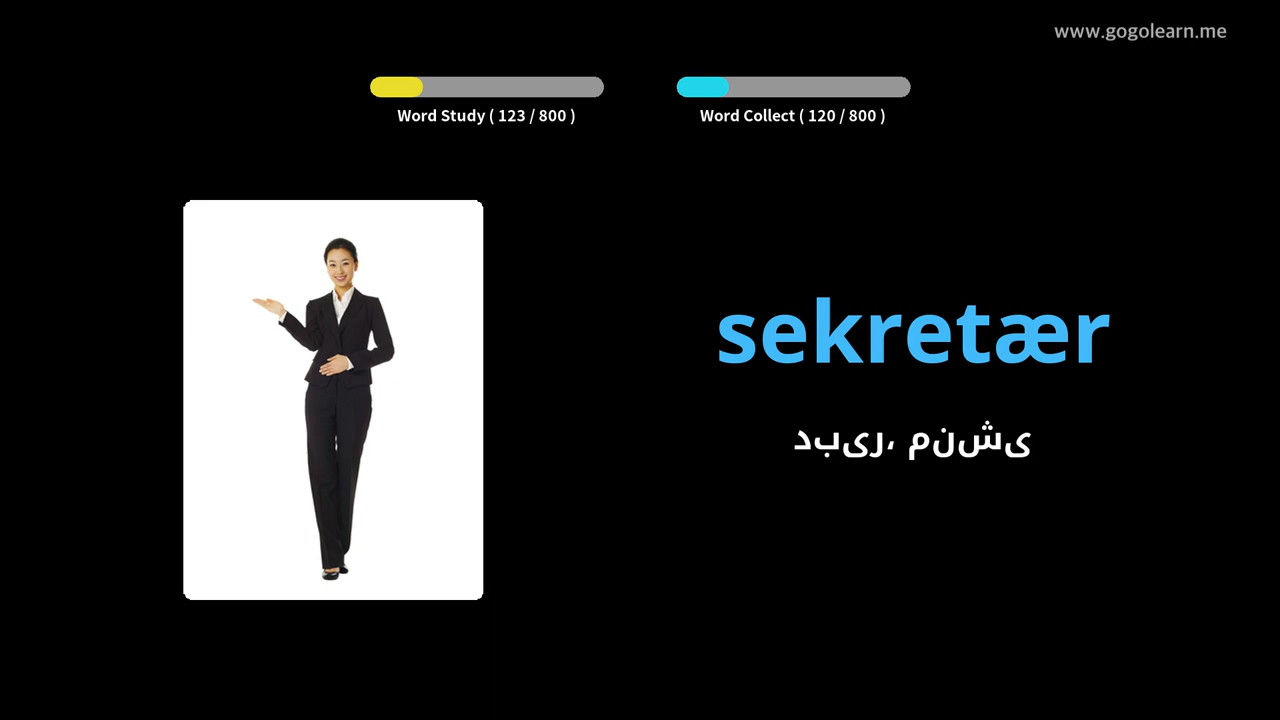 www.gogolearn.me
Word Study ( 123 / 800 )
Word Collect ( 120 / 800 )
sekretær
دبیر، منشی